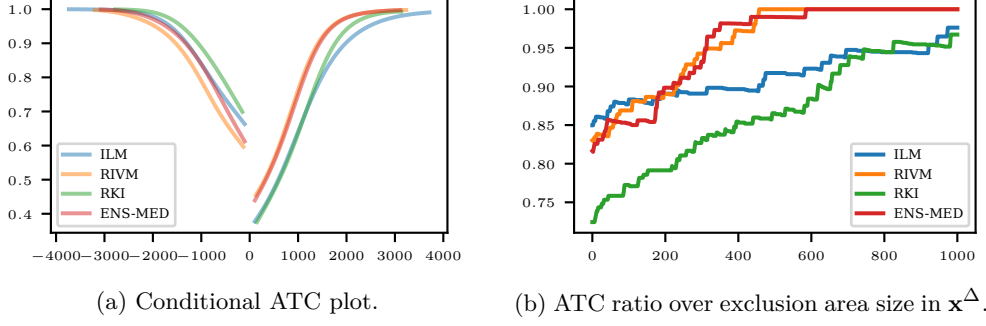 1.0
0.9
0.8
0.7
0.6
0.5
0.4
ILM
RIVM
RKI
ENS-MED
−4000 −3000 −2000 −1000 0 1000 2000 3000 4000
(a) Conditional ATC plot.
1.00
0.95
0.90
0.85
0.80
0.75
ILM
RIVM
RKI
ENS-MED
0 200 400 600 800 1000
(b) ATC ratio over exclusion area size in x^Δ.